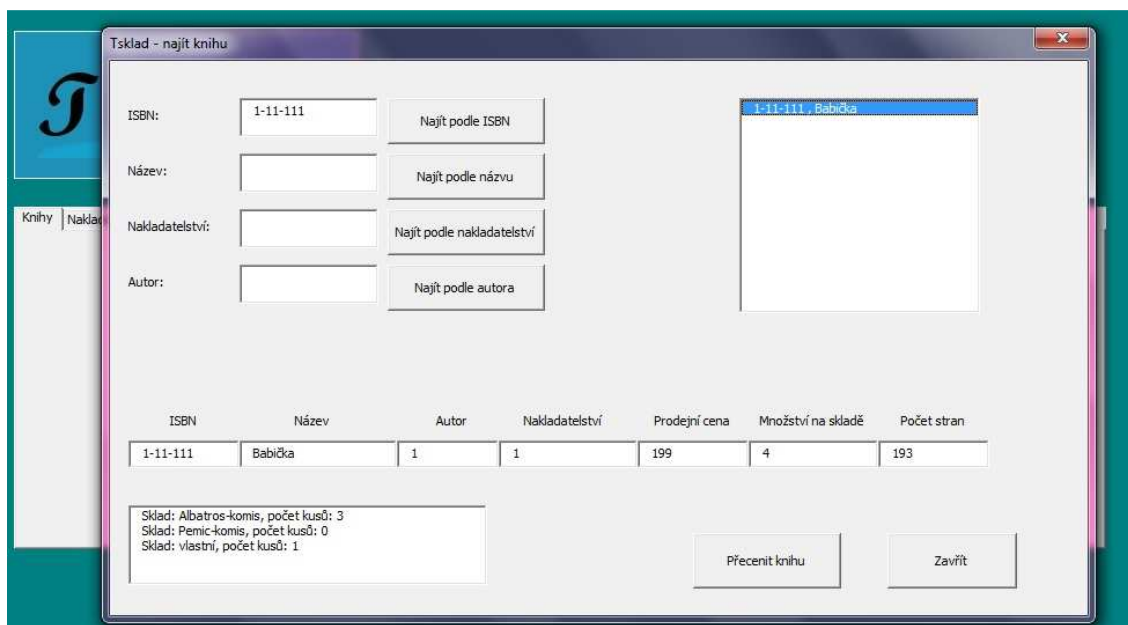 Tsklad - najít knihu
T
ISBN:
1-11-111
Najít podle ISBN
1-11-111 , Babička
Název:
Najít podle názvu
Knihy
Nakladatelství:
Najít podle nakladatelství
Autor:
Najít podle autora
ISBN Název Autor Nakladatelství Prodejní cena Množství na skladě Počet stran
1-11-111 Babička 1 1 199 4 193
Sklad: Albatros-komis, počet kusů: 3
Sklad: Pemic-komis, počet kusů: 0
Sklad: vlastní, počet kusů: 1
Přecenit knihu
Zavřít